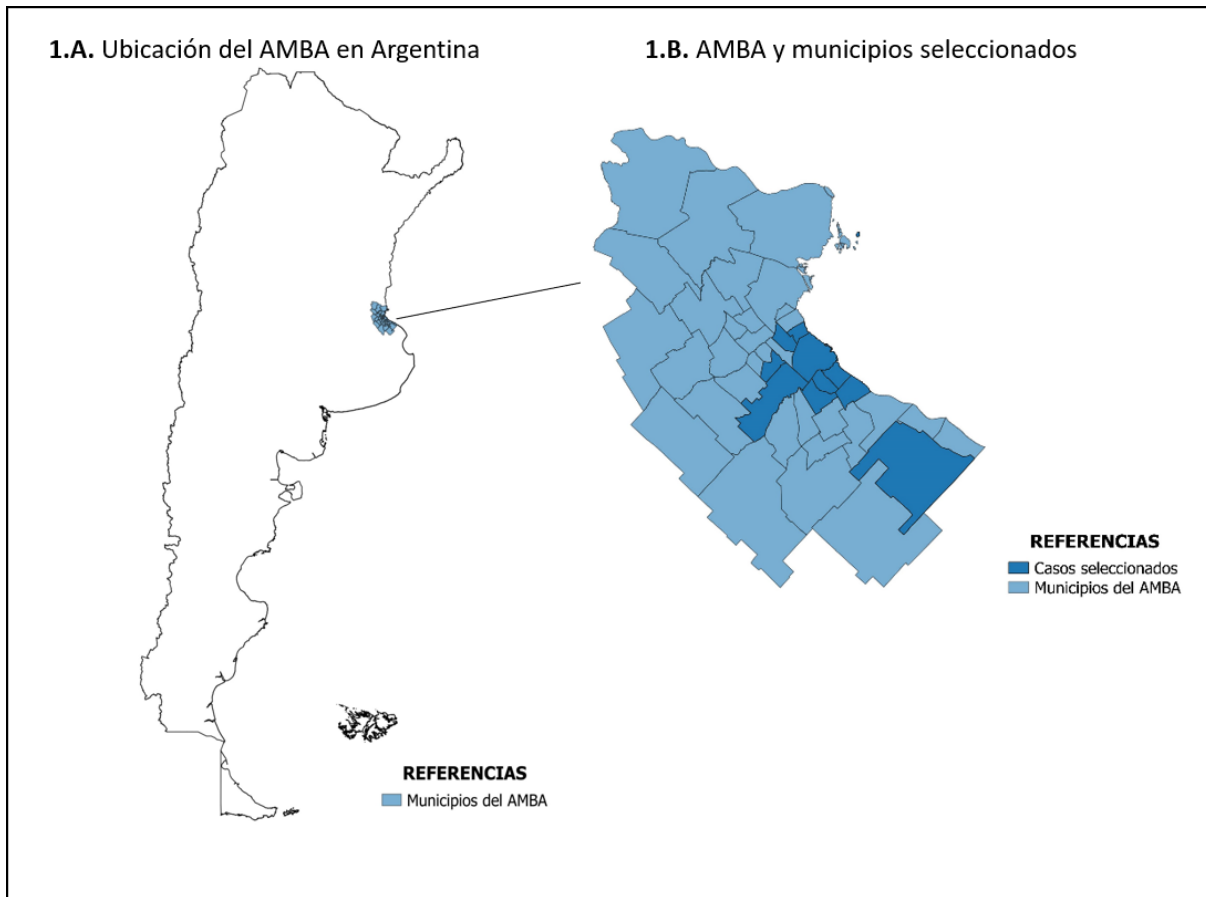 1.A. Ubicación del AMBA en Argentina
1.B. AMBA y municipios seleccionados
REFERENCIAS
Casos seleccionados
Municipios del AMBA
REFERENCIAS
Municipios del AMBA